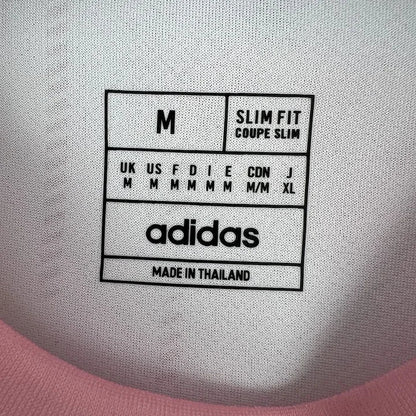 M
SLIM FIT
COUPE SLIM
UK US F D I E CDN J
M M M M M M M/M XL
adidas
MADE IN THAILAND